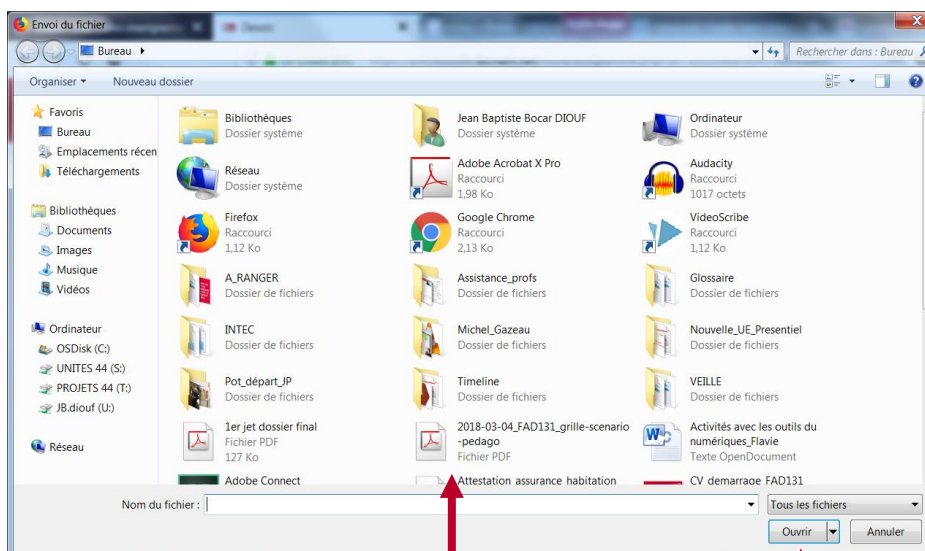 Envoi du fichier
Bureau
Rechercher dans : Bureau
Organiser
Nouveau dossier
Favoris
Bureau
Emplacements récen
Téléchargements
Bibliothèques
Documents
Images
Musique
Vidéos
Ordinateur
OSDisk (C:)
UNITES 44 (S:)
PROJETS 44 (T:)
JB.diouf (U:)
Réseau
Bibliothèques
Dossier système
Jean Baptiste Bocar DIOUF
Dossier système
Ordinateur
Dossier système
Réseau
Dossier système
Adobe Acrobat X Pro
Raccourci
1,98 Ko
Audacity
Raccourci
1017 octets
Firefox
Raccourci
1,12 Ko
Google Chrome
Raccourci
2,13 Ko
VideoScribe
Raccourci
1,12 Ko
A_RANGER
Dossier de fichiers
Assistance_profs
Dossier de fichiers
Glossaire
Dossier de fichiers
INTEC
Dossier de fichiers
Michel_Gazeau
Dossier de fichiers
Nouvelle_UE_Presentiel
Dossier de fichiers
Pot_départ_JP
Dossier de fichiers
Timeline
Dossier de fichiers
VEILLE
Dossier de fichiers
1er jet dossier final
Fichier PDF
127 Ko
2018-03-04_FAD131_grille-scenario
-pedago
Fichier PDF
Activités avec les outils du
numériques_Flavie
Texte OpenDocument
Adobe Connect
Attestation assurance habitation
CV demarrage FAD131
Nom du fichier :
Tous les fichiers
Ouvrir
Annuler